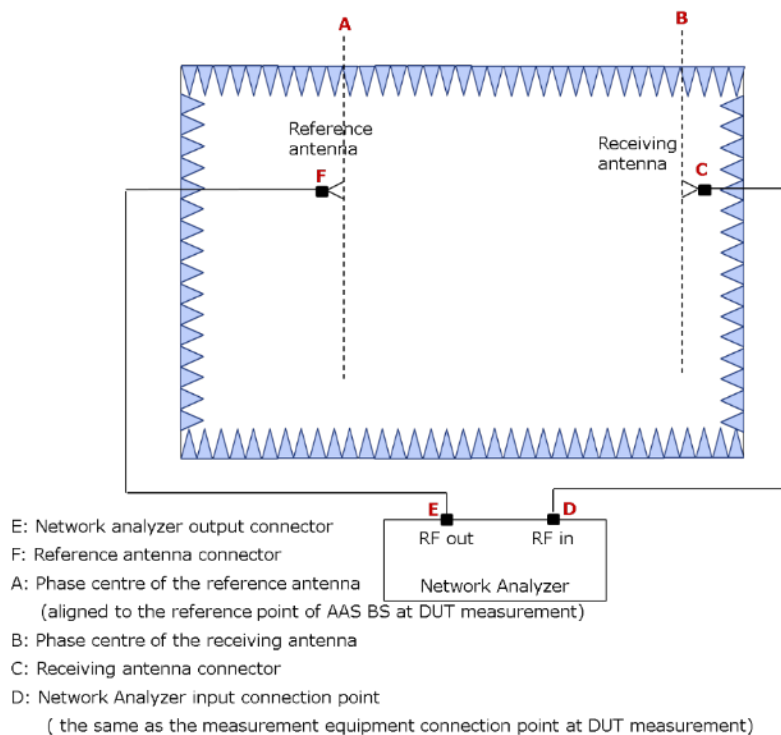 A
B
Reference
antenna
Receiving
antenna
F
C
E
D
RF out
RF in
Network Analyzer
E: Network analyzer output connector
F: Reference antenna connector
A: Phase centre of the reference antenna
(aligned to the reference point of AAS BS at DUT measurement)
B: Phase centre of the receiving antenna
C: Receiving antenna connector
D: Network Analyzer input connection point
( the same as the measurement equipment connection point at DUT measurement)